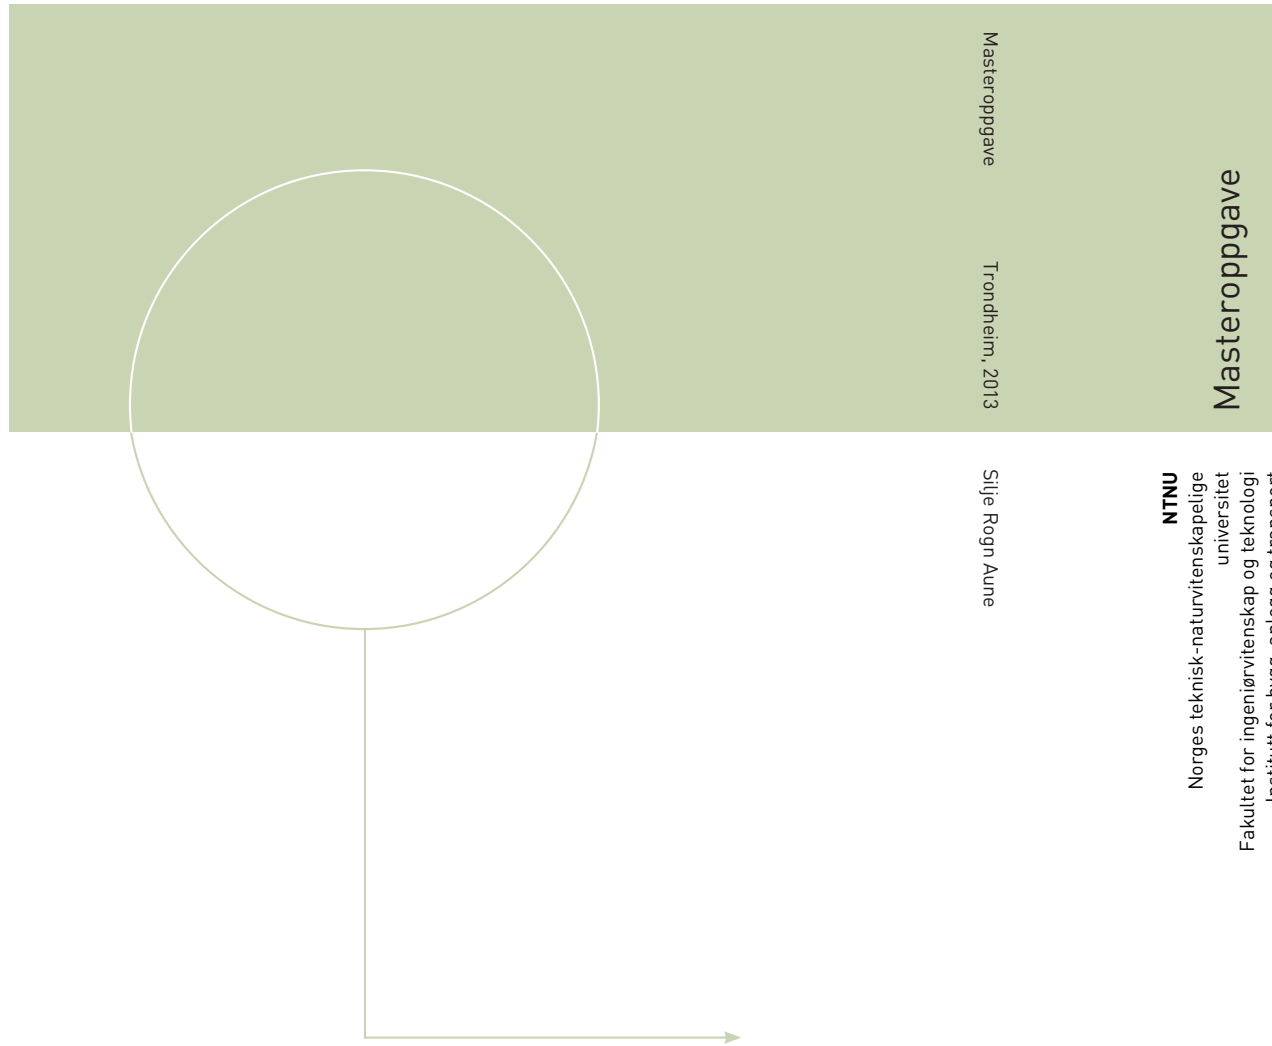 Masteroppgave
Trondheim, 2013
Silje Rogn Aune
Masteroppgave
NTNU
Norges teknisk-naturvitenskapelige
universitet
Fakultet for ingeniørvitenskap og teknologi